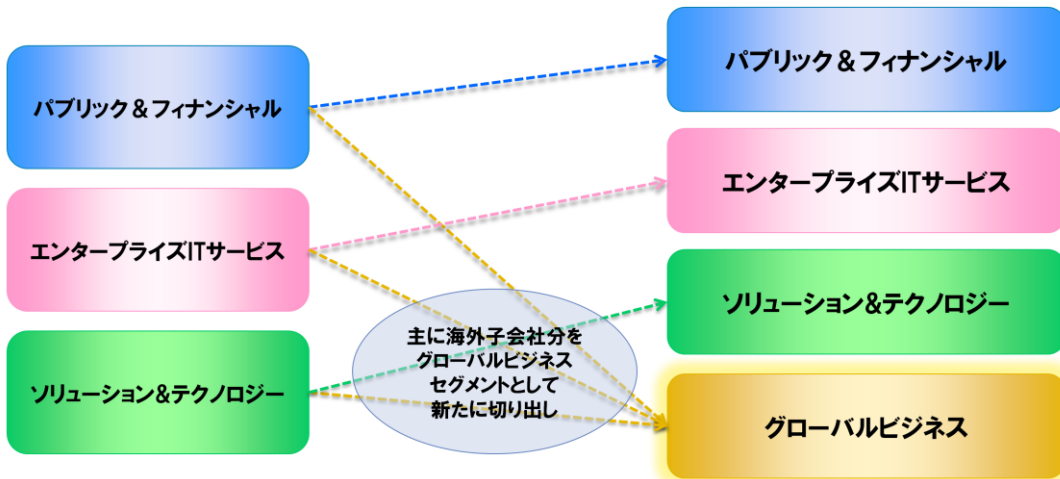 パブリック＆フィナンシャル
エンタープライズITサービス
ソリューション&テクノロジー
主に海外子会社分を
グローバルビジネス
セグメントとして
新たに切り出し
パブリック＆フィナンシャル
エンタープライズITサービス
ソリューション&テクノロジー
グローバルビジネス